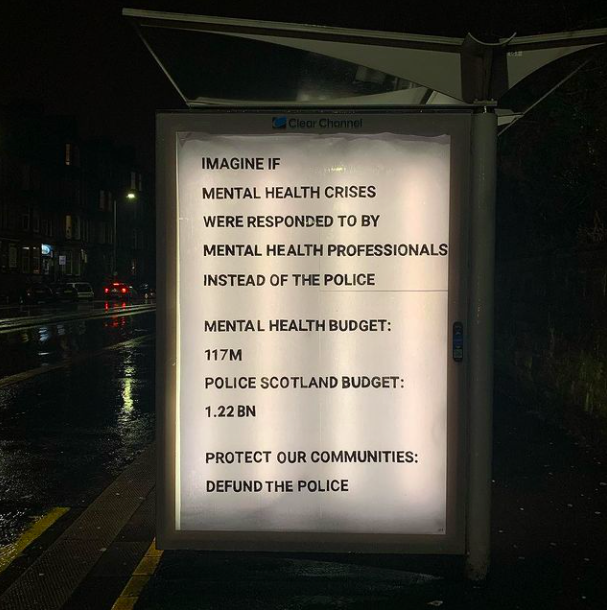 Clear Channel
IMAGINE IF
MENTAL HEALTH CRISES
WERE RESPONDED TO BY
MENTAL HEALTH PROFESSIONALS
INSTEAD OF THE POLICE
MENTAL HEALTH BUDGET:
117M
POLICE SCOTLAND BUDGET:
1.22 BN
PROTECT OUR COMMUNITIES:
DEFUND THE POLICE